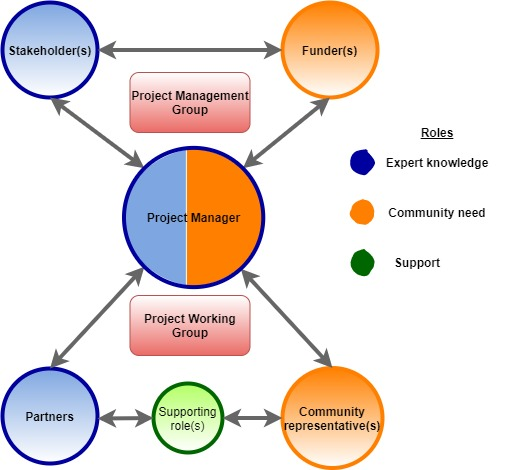 Stakeholder(s)
Funder(s)
Project Management
Group
Roles
Expert knowledge
Project Manager
Community need
Support
Project Working
Group
Partners
Supporting
role(s)
Community
representative(s)